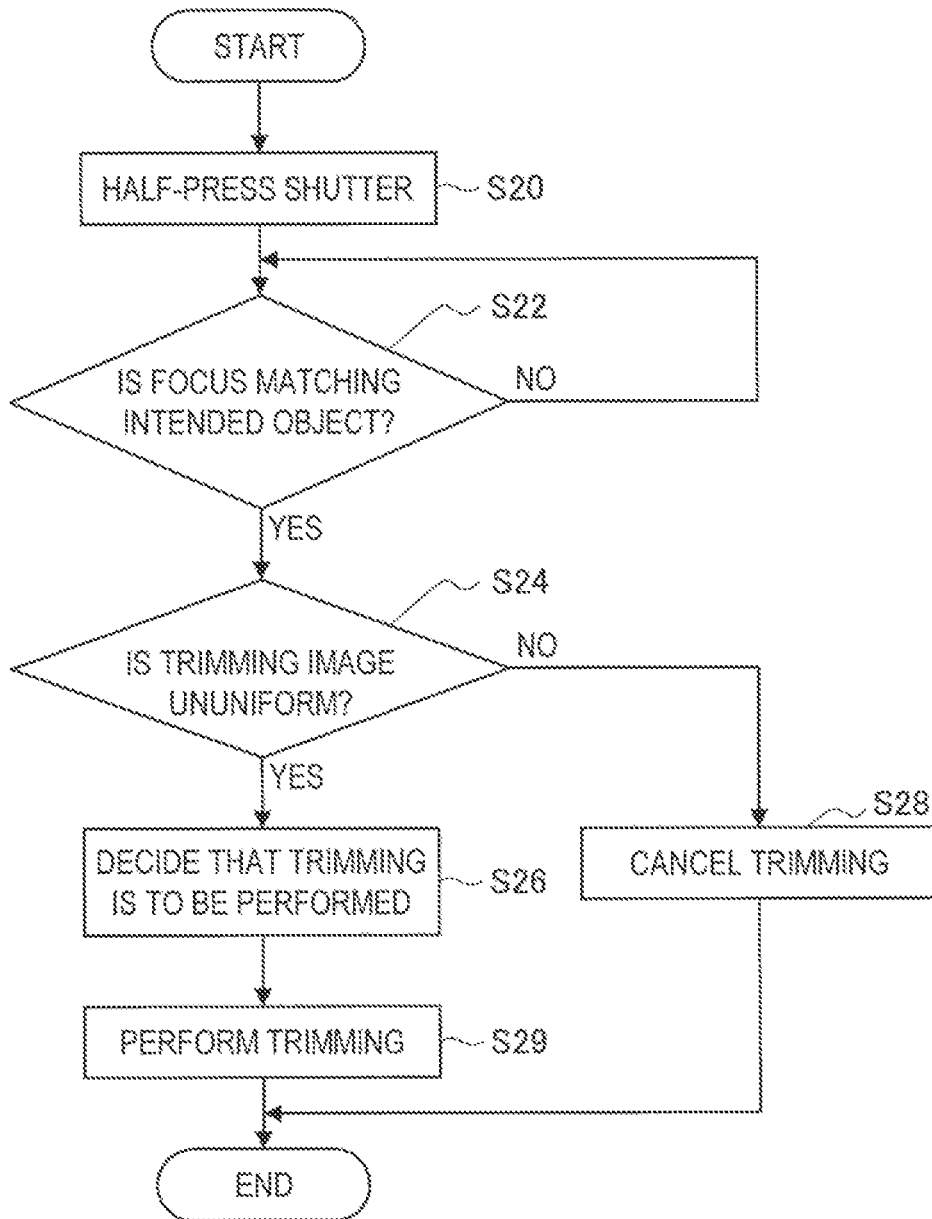 START
HALF-PRESS SHUTTER
S20
S22
IS FOCUS MATCHING
INTENDED OBJECT?
NO
YES
S24
IS TRIMMING IMAGE
UNUNIFORM?
NO
YES
S28
DECIDE THAT TRIMMING
IS TO BE PERFORMED
S26
CANCEL TRIMMING
PERFORM TRIMMING
S29
END